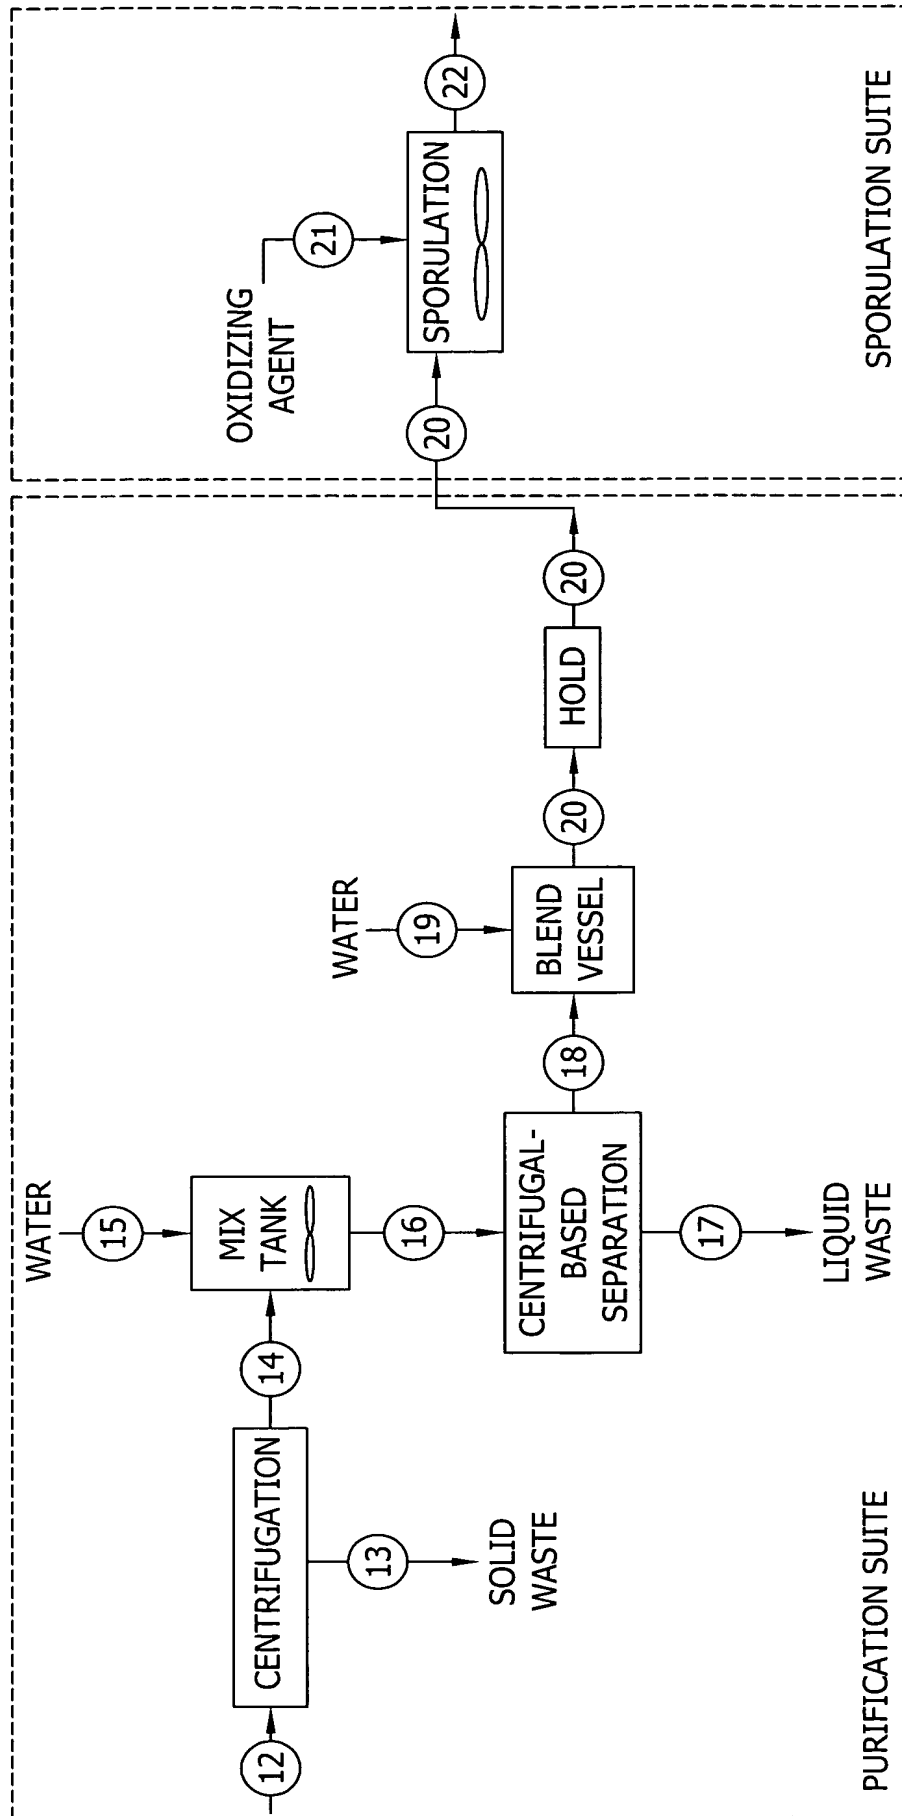 12
CENTRIFUGATION
13
SOLID
WASTE
14
WATER
15
MIX
TANK
16
CENTRIFUGAL-
BASED
SEPARATION
17
LIQUID
WASTE
18
WATER
19
BLEND
VESSEL
20
HOLD
20
PURIFICATION SUITE
20
OXIDIZING
AGENT
21
SPORULATION
22
SPORULATION SUITE